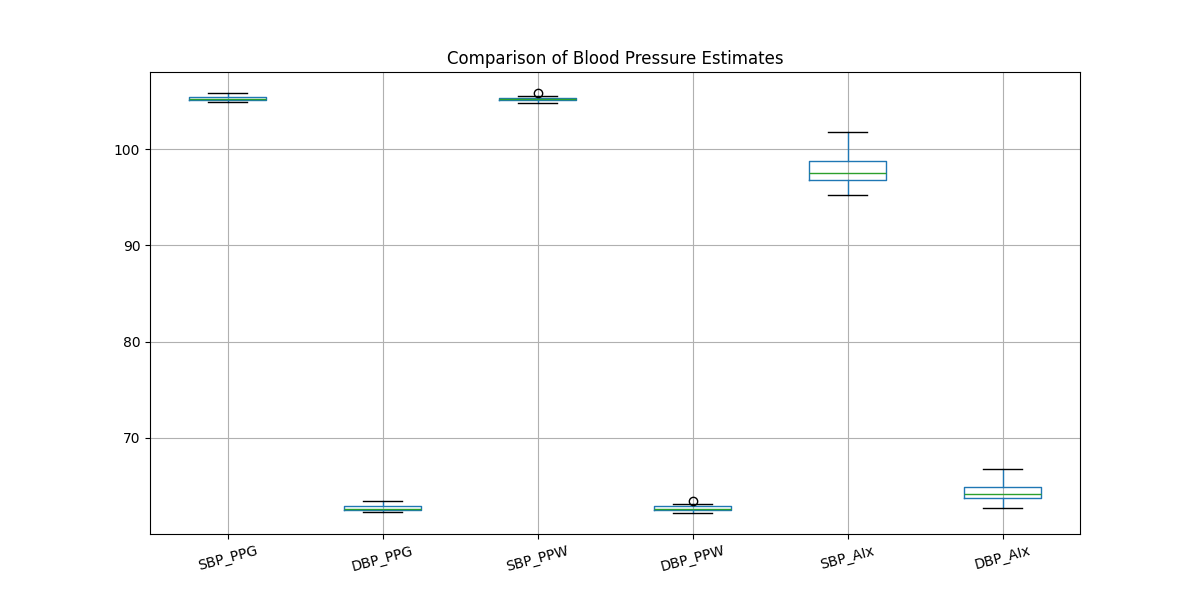 Comparison of Blood Pressure Estimates
100
90
80
70
SBP_PPG
DBP_PPG
SBP_PPW
DBP_PPW
SBP_AIx
DBP_AIx